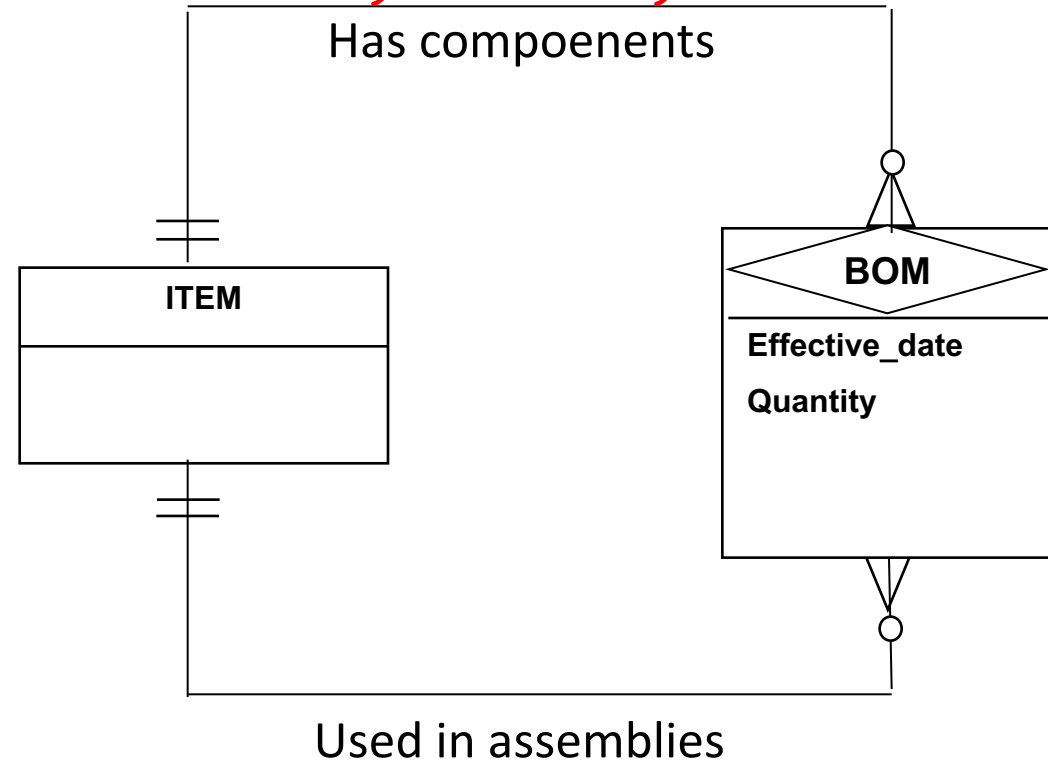 Has compoenents
ITEM
BOM
Effective_date
Quantity
Used in assemblies